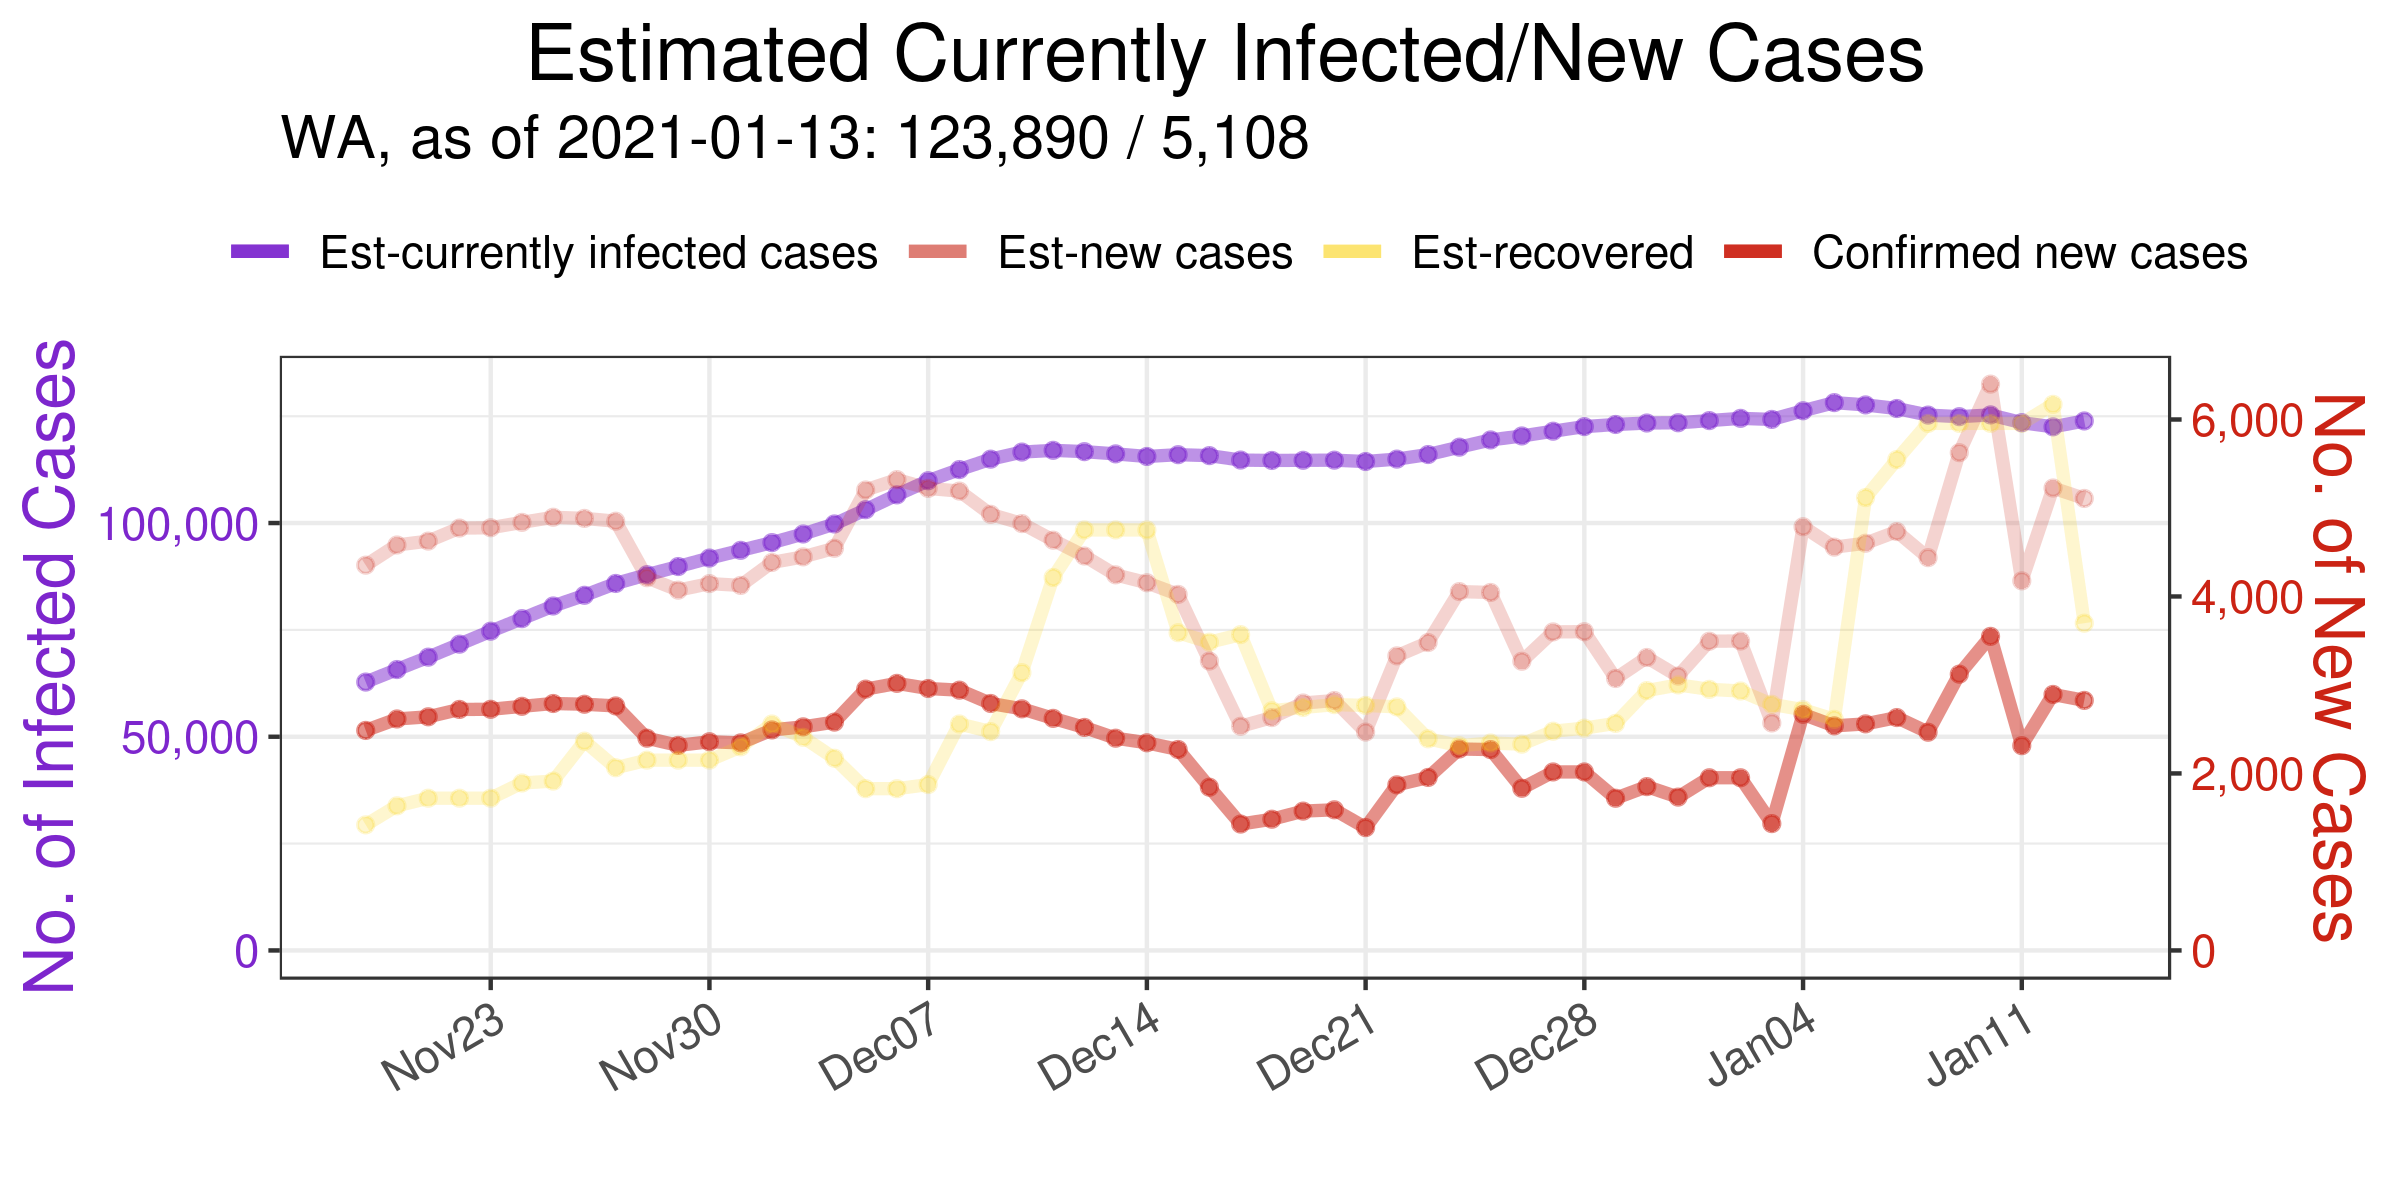 Estimated Currently Infected/New Cases
WA, as of 2021-01-13: 123,890 / 5,108
Est-currently infected cases Est-new cases Est-recovered Confirmed new cases
No. of Infected Cases
100,000
50,000
0
6,000
4,000
2,000
0
No. of New Cases
Nov23 Nov30 Dec07 Dec14 Dec21 Dec28 Jan04 Jan11